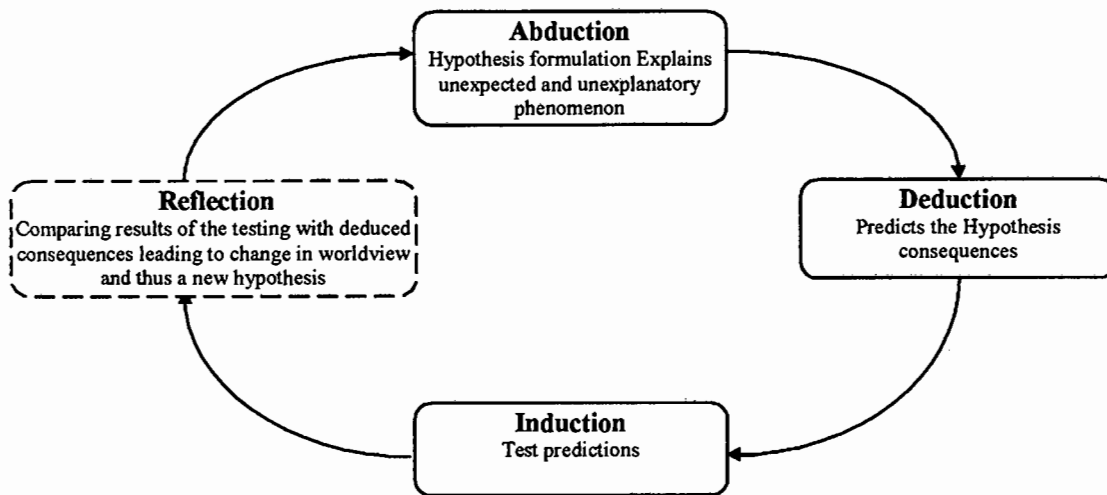 Abduction
Hypothesis formulation Explains
unexpected and unexplanatory
phenomenon
Reflection
Comparing results of the testing with deduced
consequences leading to change in worldview
and thus a new hypothesis
Deduction
Predicts the Hypothesis
consequences
Induction
Test predictions